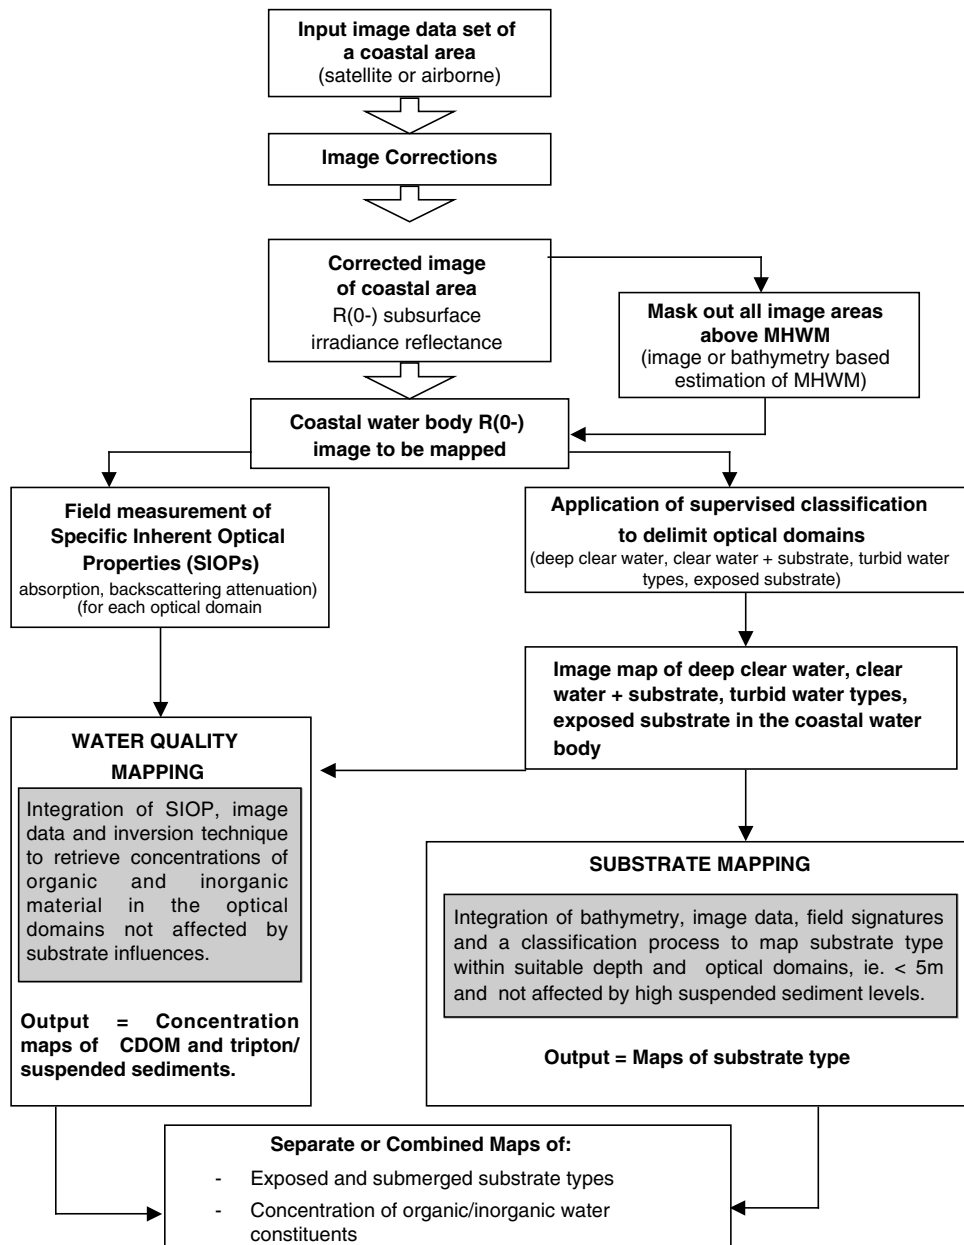 Input image data set of
a coastal area
(satellite or airborne)
Image Corrections
Corrected image
of coastal area
R(0-) subsurface
irradiance reflectance
Mask out all image areas
above MHWM
(image or bathymetry based
estimation of MHWM)
Coastal water body R(0-)
image to be mapped
Field measurement of
Specific Inherent Optical
Properties (SIOPs)
absorption, backscattering attenuation)
(for each optical domain
Application of supervised classification
to delimit optical domains
(deep clear water, clear water + substrate, turbid water
types, exposed substrate)
Image map of deep clear water, clear
water + substrate, turbid water types,
exposed substrate in the coastal water
body
WATER QUALITY
MAPPING
Integration of SIOP, image
data and inversion technique
to retrieve concentrations of
organic and inorganic
material in the optical
domains not affected by
substrate influences.
Output = Concentration
maps of CDOM and tripton/
suspended sediments.
SUBSTRATE MAPPING
Integration of bathymetry, image data, field signatures
and a classification process to map substrate type
within suitable depth and optical domains, ie. < 5m
and not affected by high suspended sediment levels.
Output = Maps of substrate type
Separate or Combined Maps of:
- Exposed and submerged substrate types
- Concentration of organic/inorganic water
constituents